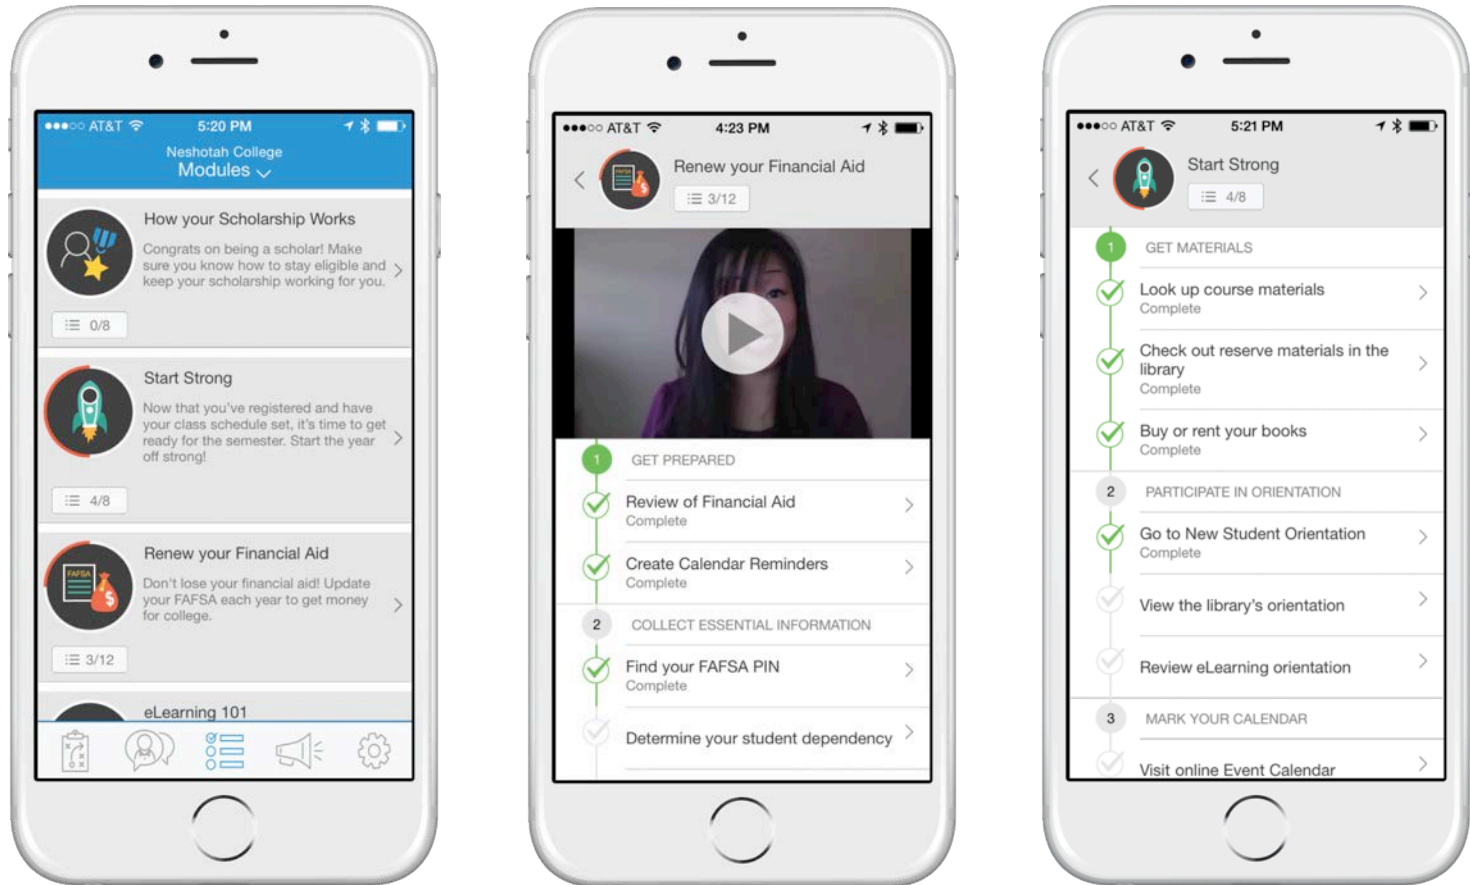 ●●●○○ AT&T 5:20 PM
Neshotah College
Modules
How your Scholarship Works
Congrats on being a scholar! Make
sure you know how to stay eligible and
keep your scholarship working for you.
0/8
Start Strong
Now that you've registered and have
your class schedule set, it's time to get
ready for the semester. Start the year
off strong!
4/8
Renew your Financial Aid
FAFSA
Don't lose your financial aid! Update
your FAFSA each year to get money
for college.
3/12
eLearning 101
●●●○○ AT&T 4:23 PM
FAFSA
Renew your Financial Aid
3/12
1 GET PREPARED
Review of Financial Aid
Complete
Create Calendar Reminders
Complete
2 COLLECT ESSENTIAL INFORMATION
Find your FAFSA PIN
Complete
Determine your student dependency
●●●○○ AT&T 5:21 PM
Start Strong
4/8
1 GET MATERIALS
Look up course materials
Complete
Check out reserve materials in the
library
Complete
Buy or rent your books
Complete
2 PARTICIPATE IN ORIENTATION
Go to New Student Orientation
Complete
View the library's orientation
Review eLearning orientation
3 MARK YOUR CALENDAR
Visit online Event Calendar